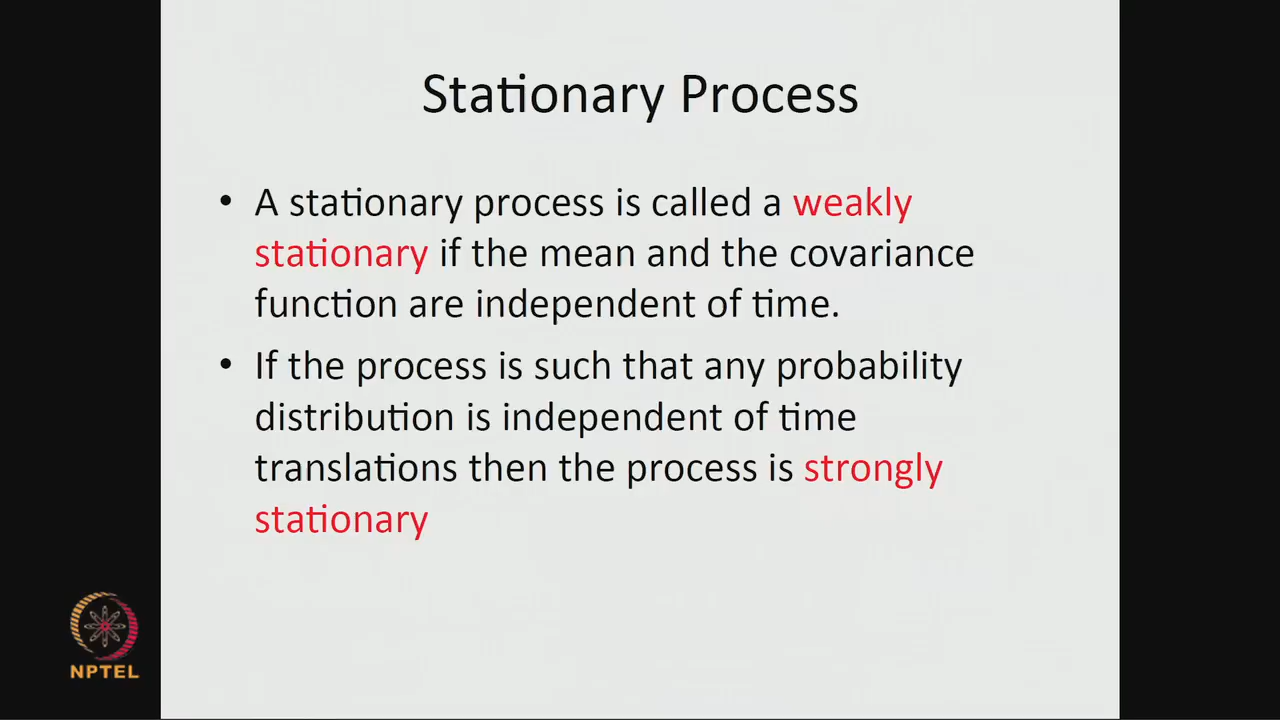 Stationary Process
• A stationary process is called a weakly
stationary if the mean and the covariance
function are independent of time.
• If the process is such that any probability
distribution is independent of time
translations then the process is strongly
stationary
NPTEL